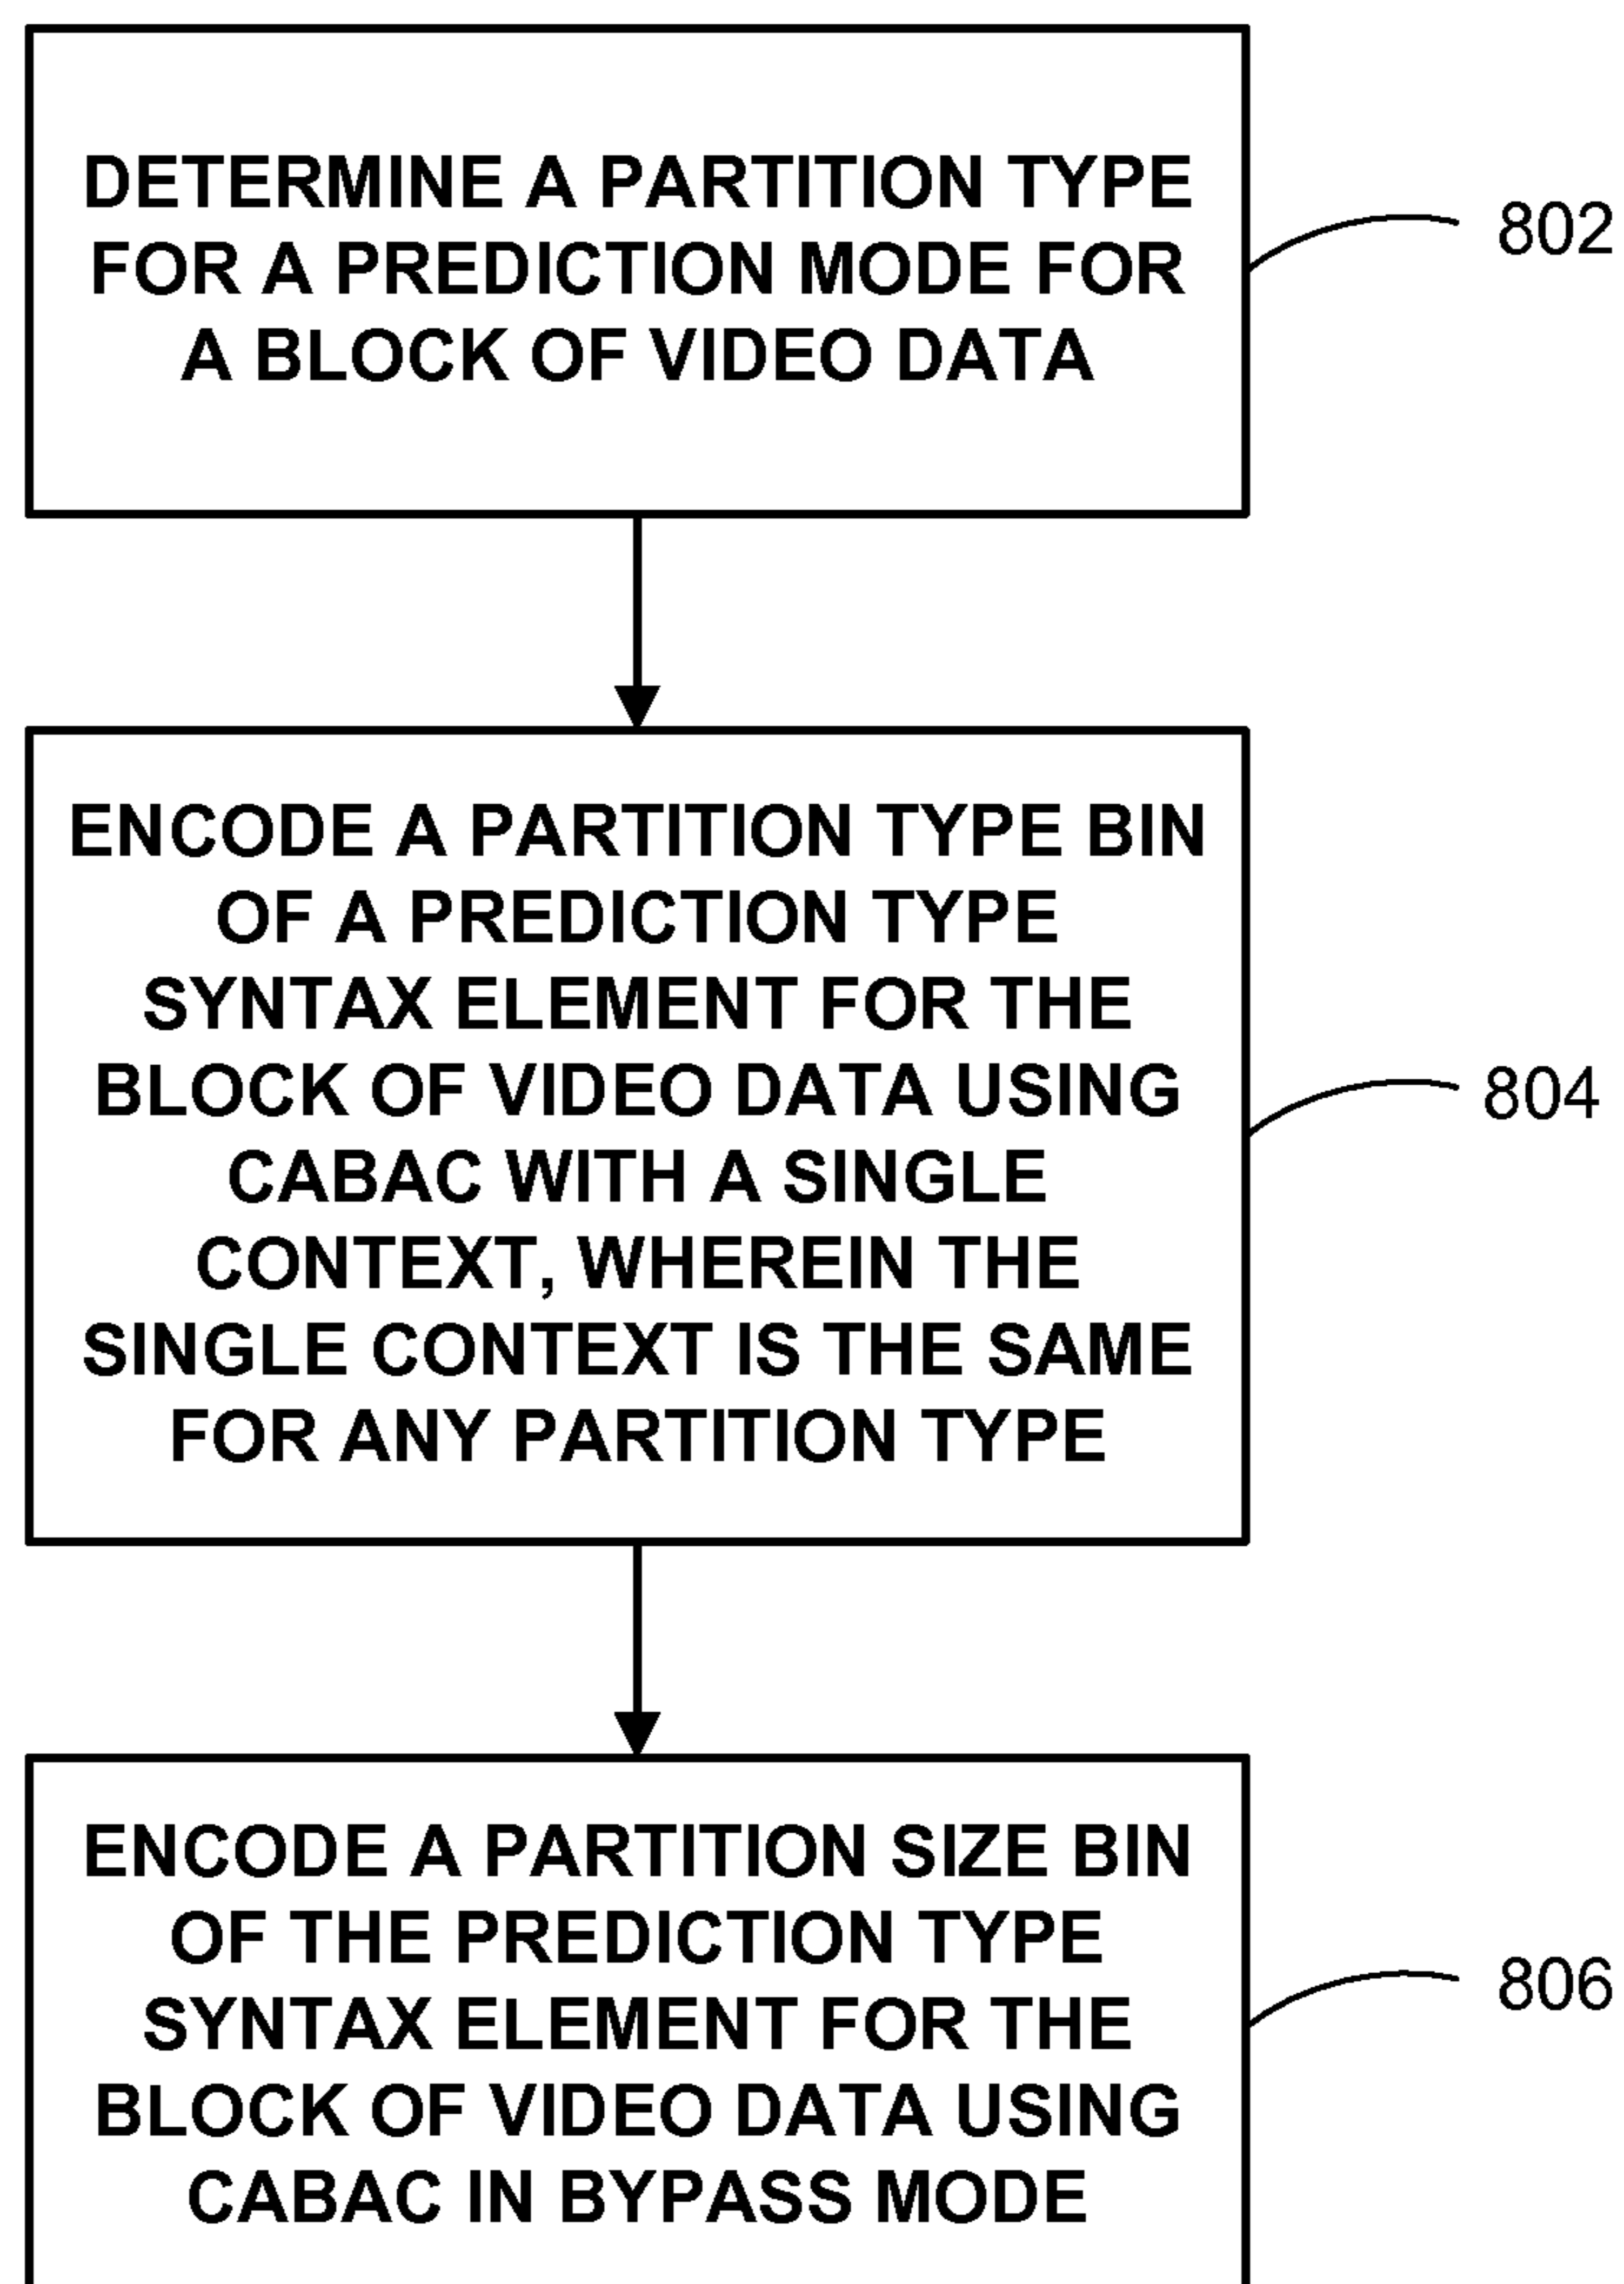 DETERMINE A PARTITION TYPE
FOR A PREDICTION MODE FOR
A BLOCK OF VIDEO DATA
802
ENCODE A PARTITION TYPE BIN
OF A PREDICTION TYPE
SYNTAX ELEMENT FOR THE
BLOCK OF VIDEO DATA USING
CABAC WITH A SINGLE
CONTEXT, WHEREIN THE
SINGLE CONTEXT IS THE SAME
FOR ANY PARTITION TYPE
804
ENCODE A PARTITION SIZE BIN
OF THE PREDICTION TYPE
SYNTAX ELEMENT FOR THE
BLOCK OF VIDEO DATA USING
CABAC IN BYPASS MODE
806